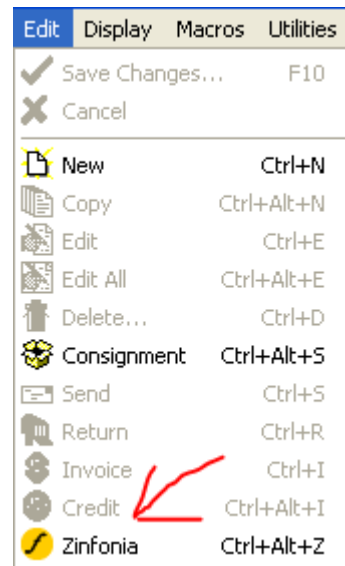 Edit Display Macros Utilities
Save Changes... F10
Cancel
New Ctrl+N
Copy Ctrl+Alt+N
Edit Ctrl+E
Edit All Ctrl+Alt+E
Delete... Ctrl+D
Consignment Ctrl+Alt+S
Send Ctrl+S
Return Ctrl+R
Invoice Ctrl+I
Credit Ctrl+Alt+I
Zinfonia Ctrl+Alt+Z